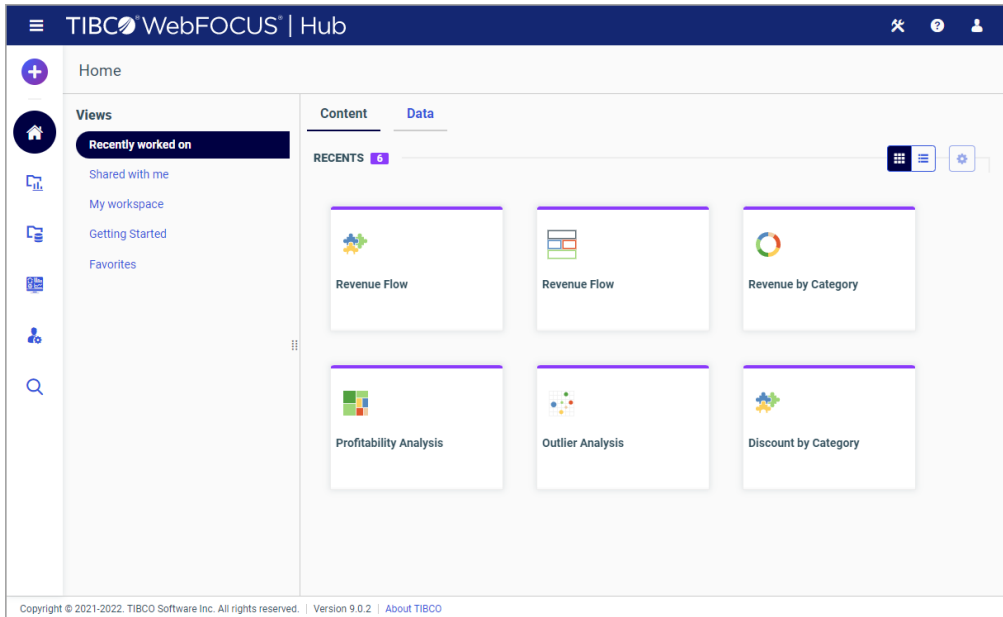 TIBCO® WebFOCUS® | Hub
Home
Views
Recently worked on
Shared with me
My workspace
Getting Started
Favorites
Content Data
RECENTS 6
Revenue Flow
Revenue Flow
Revenue by Category
Profitability Analysis
Outlier Analysis
Discount by Category
Copyright © 2021-2022. TIBCO Software Inc. All rights reserved. | Version 9.0.2 | About TIBCO